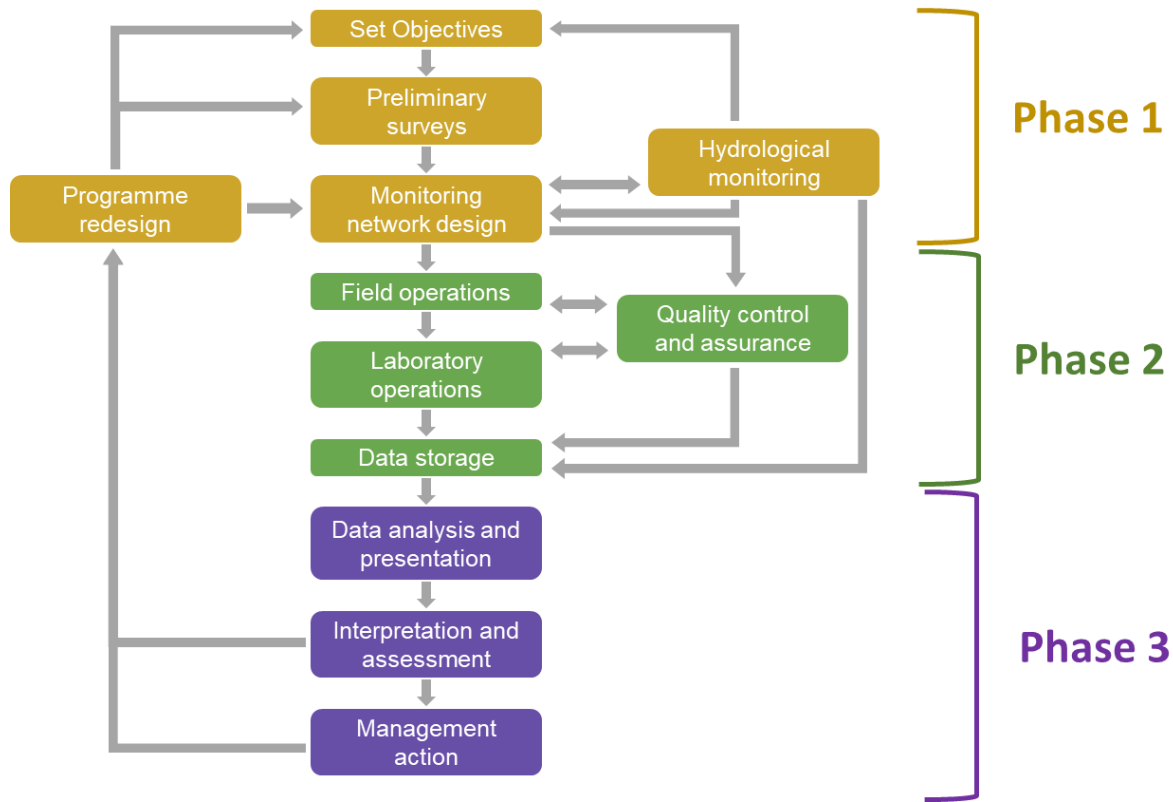 Set Objectives
Preliminary
surveys
Hydrological
monitoring
Phase 1
Programme
redesign
Monitoring
network design
Field operations
Quality control
and assurance
Phase 2
Laboratory
operations
Data storage
Data analysis and
presentation
Interpretation and
assessment
Phase 3
Management
action